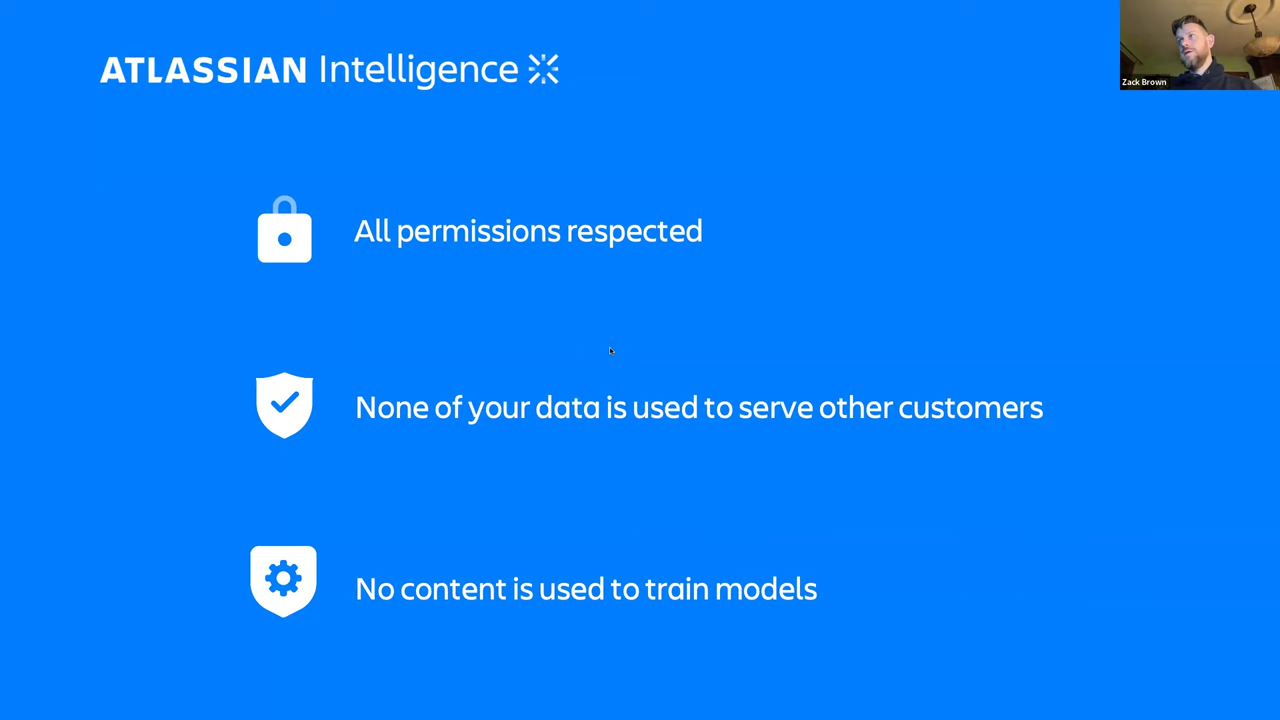 ATLASSIAN Intelligence
Zack Brown
All permissions respected
None of your data is used to serve other customers
No content is used to train models